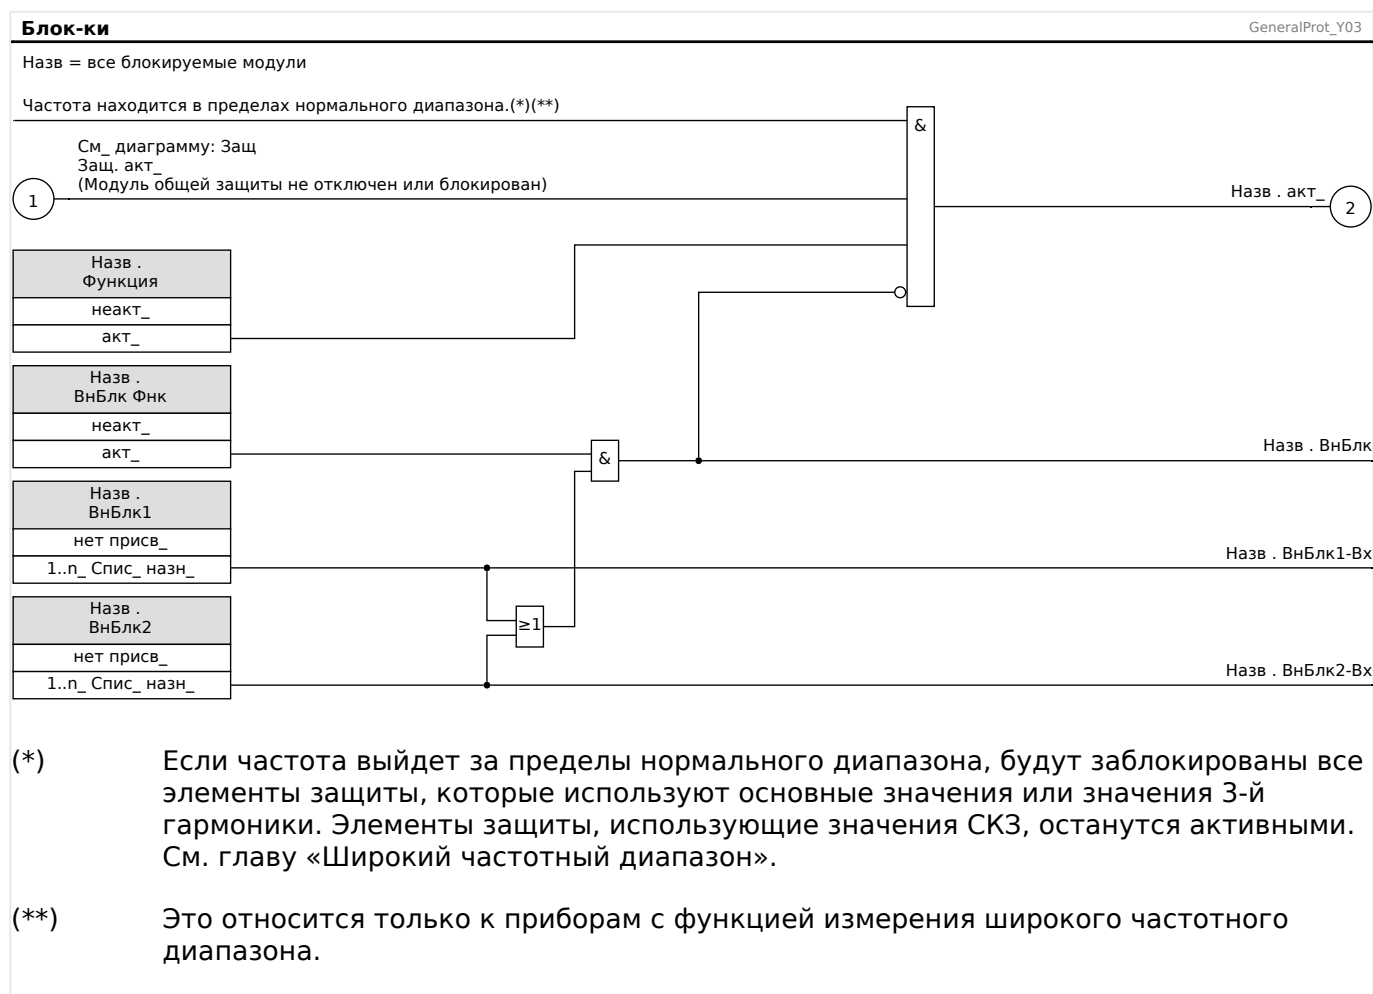 Блок-ки
GeneralProt_Y03
Назв = все блокируемые модули
Частота находится в пределах нормального диапазона.(*)(**)
&
См_ диаграмму: Защ
Защ. акт_
(Модуль общей защиты не отключен или блокирован)
1
Назв . акт_
2
Назв .
Функция
неакт_
акт_
Назв .
ВнБлк Фнк
неакт_
акт_
&
Назв . ВнБлк
Назв .
ВнБлк1
нет присв_
1..n_ Спис_ назн_
Назв . ВнБлк1-Вх
Назв .
ВнБлк2
≥1
нет присв_
1..n_ Спис_ назн_
Назв . ВнБлк2-Вх
(*) Если частота выйдет за пределы нормального диапазона, будут заблокированы все
элементы защиты, которые используют основные значения или значения 3-й
гармоники. Элементы защиты, использующие значения СКЗ, останутся активными.
См. главу «Широкий частотный диапазон».
(**) Это относится только к приборам с функцией измерения широкого частотного
диапазона.